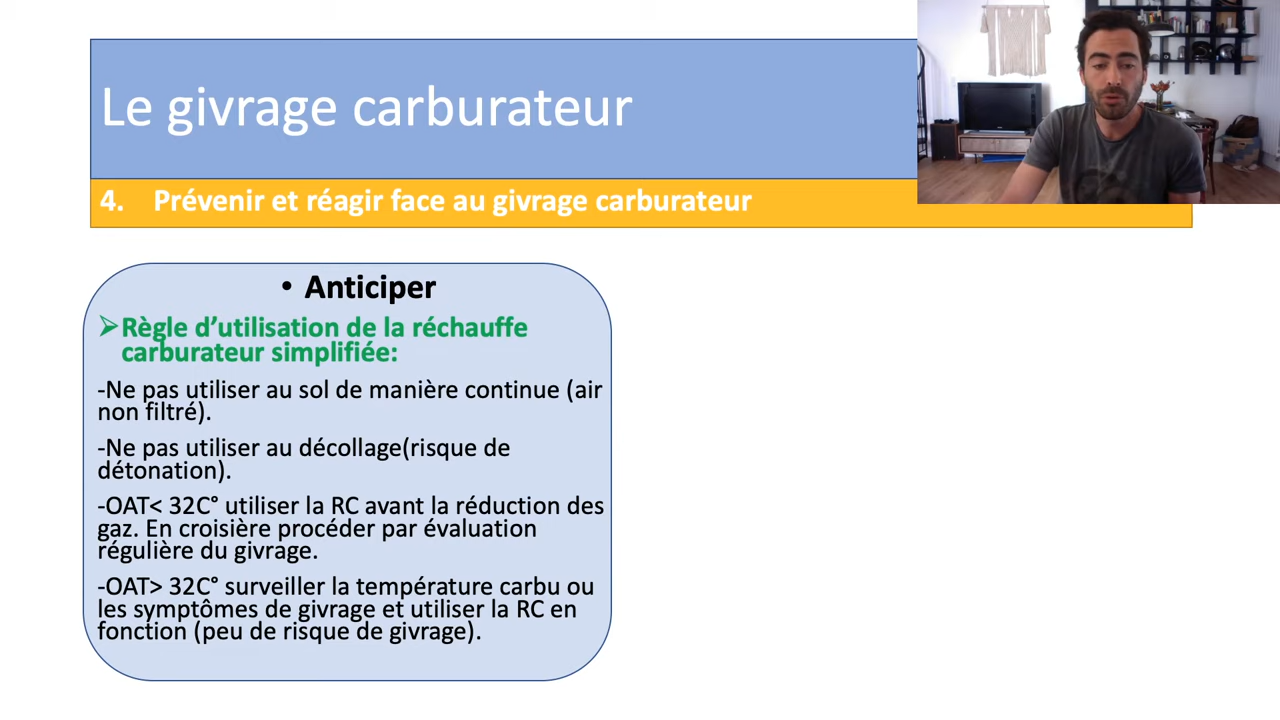 Le givrage carburateur
4. Prévenir et réagir face au givrage carburateur
• Anticiper
➢Règle d’utilisation de la réchauffe
carburateur simplifiée:
-Ne pas utiliser au sol de manière continue (air
non filtré).
-Ne pas utiliser au décollage(risque de
détonation).
-OAT< 32C° utiliser la RC avant la réduction des
gaz. En croisière procéder par évaluation
régulière du givrage.
-OAT> 32C° surveiller la température carbu ou
les symptômes de givrage et utiliser la RC en
fonction (peu de risque de givrage).